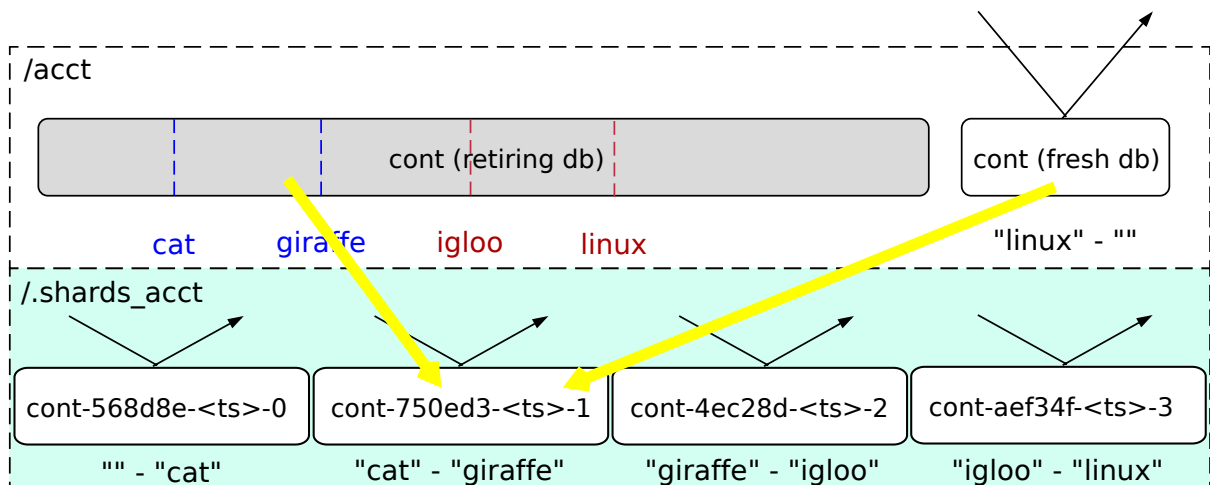 /acct
cont (retiring db)
cont (fresh db)
cat
giraffe
igloo
linux
"linux" - ""
/.shards_acct
cont-568d8e-<ts>-0
cont-750ed3-<ts>-1
cont-4ec28d-<ts>-2
cont-aef34f-<ts>-3
"" - "cat"
"cat" - "giraffe"
"giraffe" - "igloo"
"igloo" - "linux"